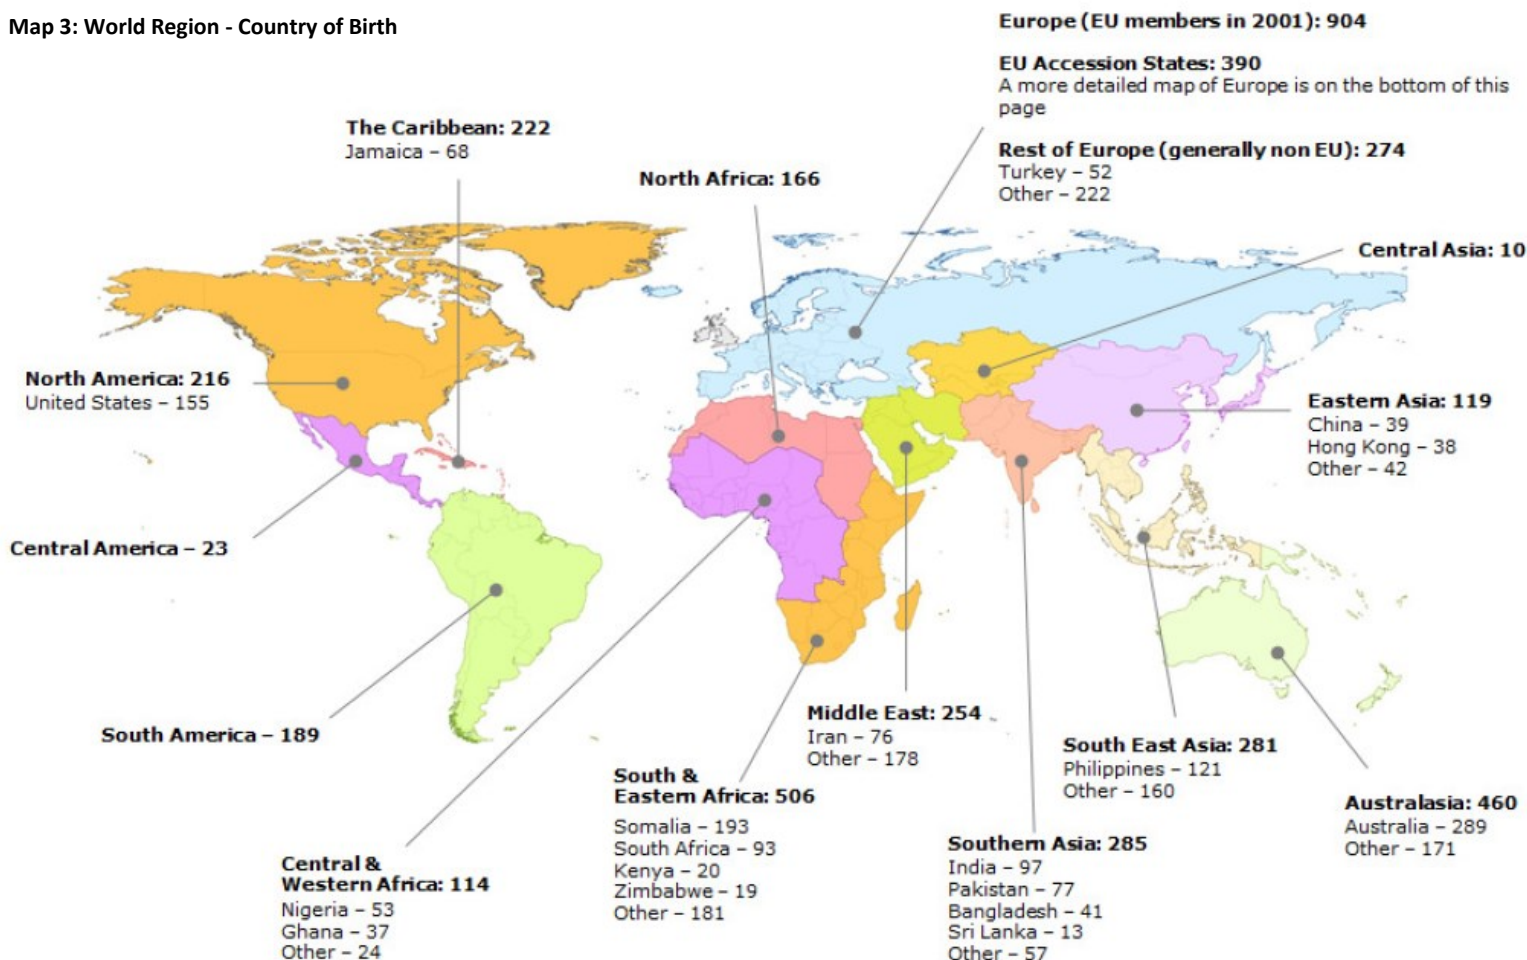 Map 3: World Region - Country of Birth
Europe (EU members in 2001): 904
EU Accession States: 390
A more detailed map of Europe is on the bottom of this
page
Rest of Europe (generally non EU): 274
Turkey – 52
Other – 222
The Caribbean: 222
Jamaica – 68
North Africa: 166
Central Asia: 10
North America: 216
United States – 155
Eastern Asia: 119
China – 39
Hong Kong – 38
Other – 42
Central America – 23
South America – 189
Middle East: 254
Iran – 76
Other – 178
South East Asia: 281
Philippines – 121
Other – 160
South &
Eastern Africa: 506
Somalia – 193
South Africa – 93
Kenya – 20
Zimbabwe – 19
Other – 181
Australasia: 460
Australia – 289
Other – 171
Southern Asia: 285
India – 97
Pakistan – 77
Bangladesh – 41
Sri Lanka – 13
Other – 57
Central &
Western Africa: 114
Nigeria – 53
Ghana – 37
Other – 24